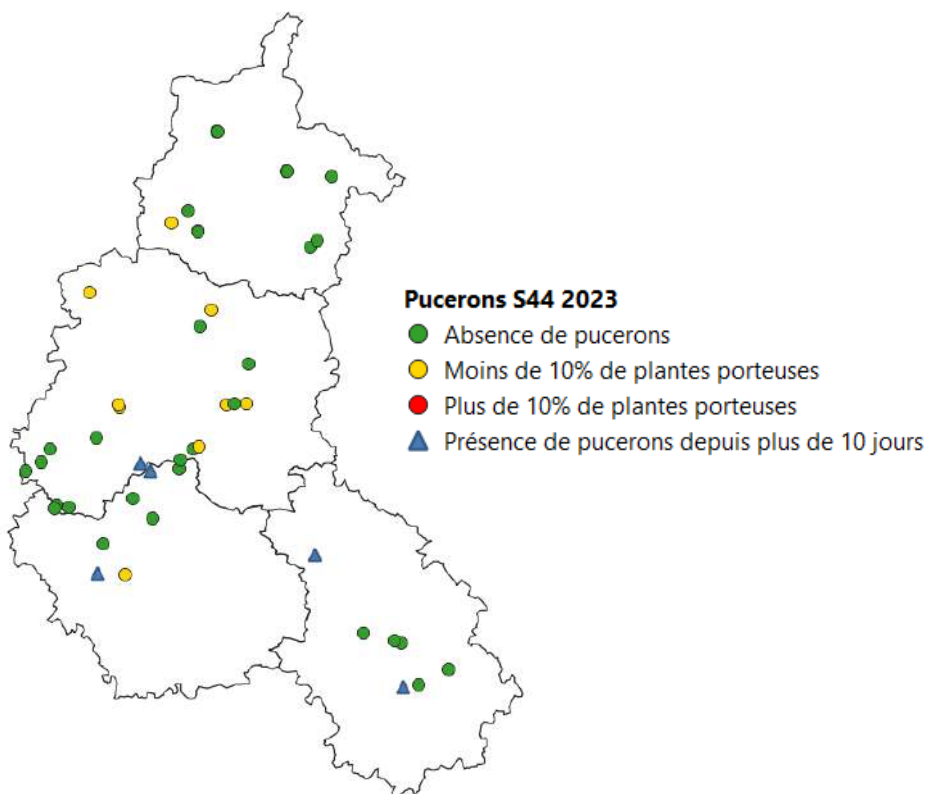 Pucerons S44 2023
Absence de pucerons
Moins de 10% de plantes porteuses
Plus de 10% de plantes porteuses
Présence de pucerons depuis plus de 10 jours